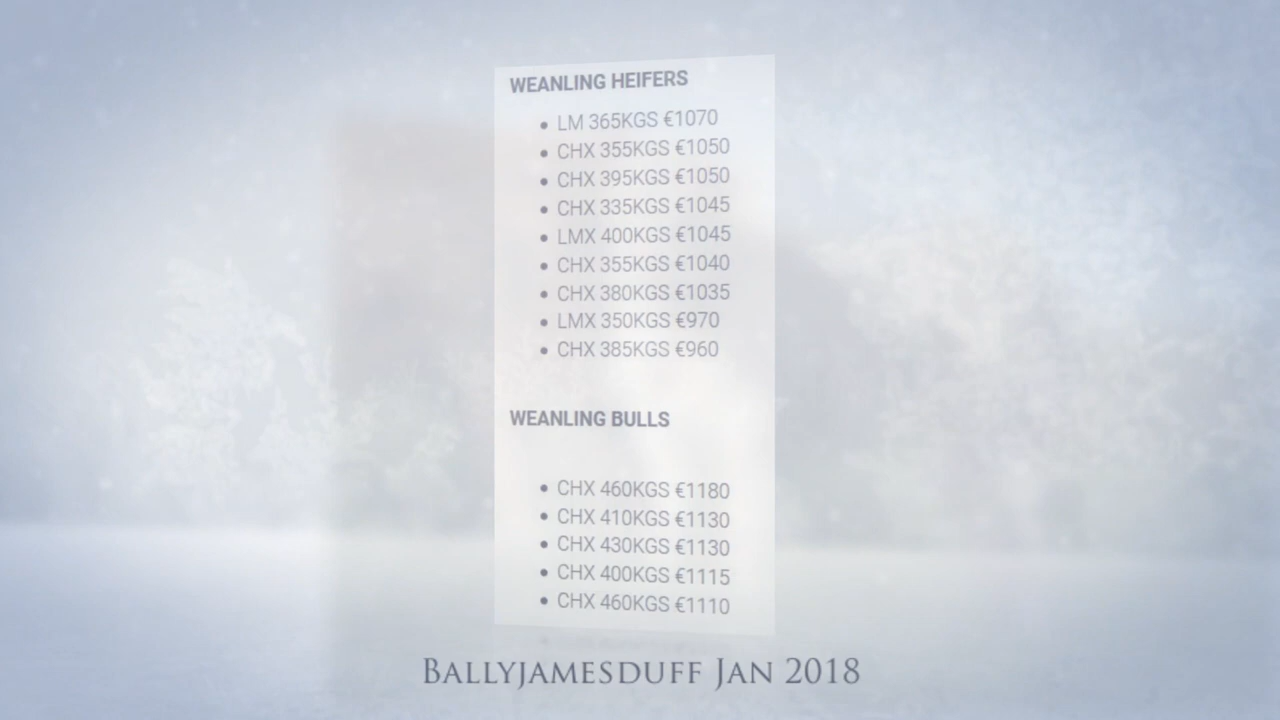 WEANLING HEIFERS
• LM 365KGS €1070
• CHX 355KGS €1050
• CHX 395KGS €1050
• CHX 335KGS €1045
• LMX 400KGS €1045
• CHX 355KGS €1040
• CHX 380KGS €1035
• LMX 350KGS €970
• CHX 385KGS €960
WEANLING BULLS
• CHX 460KGS €1180
• CHX 410KGS €1130
• CHX 430KGS €1130
• CHX 400KGS €1115
• CHX 460KGS €1110
Ballyjamesduff Jan 2018